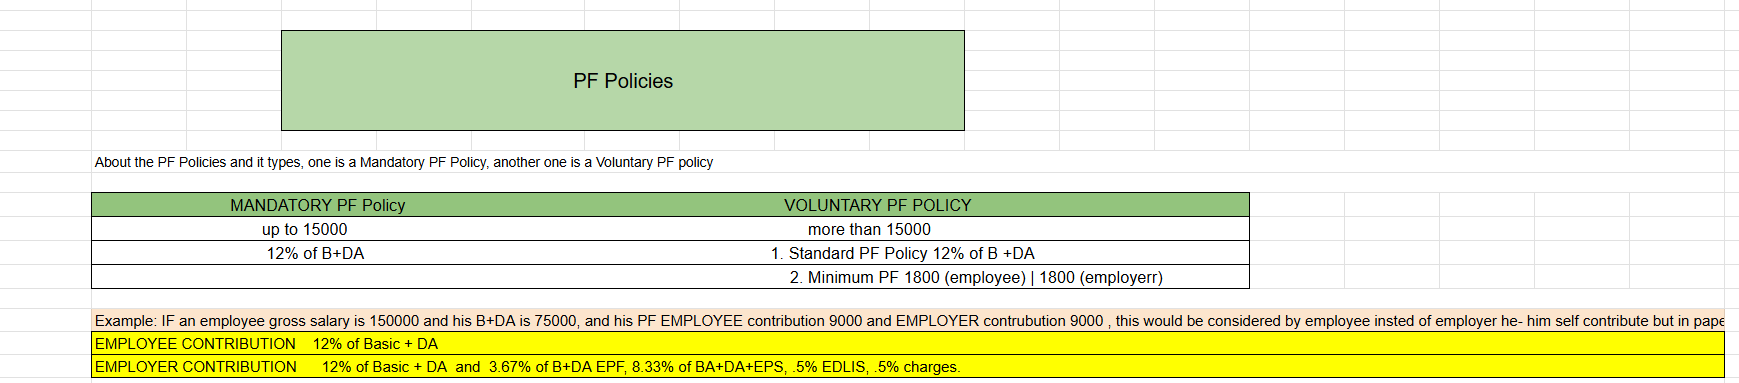 PF Policies
About the PF Policies and it types, one is a Mandatory PF Policy, another one is a Voluntary PF policy
MANDATORY PF Policy VOLUNTARY PF POLICY
up to 15000 more than 15000
12% of B+DA 1. Standard PF Policy 12% of B +DA
2. Minimum PF 1800 (employee) | 1800 (employerr)
Example: IF an employee gross salary is 150000 and his B+DA is 75000, and his PF EMPLOYEE contribution 9000 and EMPLOYER contrubution 9000 , this would be considered by employee insted of employer he- him self contribute but in pape
EMPLOYEE CONTRIBUTION 12% of Basic + DA
EMPLOYER CONTRIBUTION 12% of Basic + DA and 3.67% of B+DA EPF, 8.33% of BA+DA+EPS, .5% EDLIS, .5% charges.